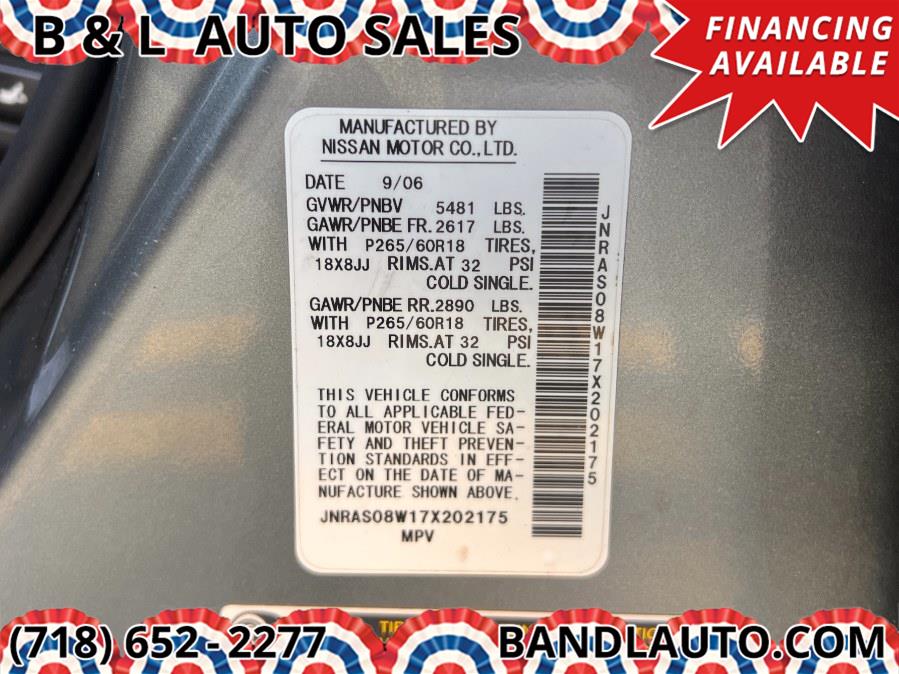 B & L AUTO SALES
FINANCING
AVAILABLE
MANUFACTURED BY
NISSAN MOTOR CO.,LTD.
DATE 9/06
GVWR/PNBV 5481 LBS.
GAWR/PNBE FR. 2617 LBS.
WITH P265/60R18 TIRES,
18X8JJ RIMS.AT 32 PSI
COLD SINGLE.
GAWR/PNBE RR. 2890 LBS.
WITH P265/60R18 TIRES,
18X8JJ RIMS.AT 32 PSI
COLD SINGLE.
THIS VEHICLE CONFORMS
TO ALL APPLICABLE FED-
ERAL MOTOR VEHICLE SA-
FETY AND THEFT PREVEN-
TION STANDARDS IN EFF-
ECT ON THE DATE OF MA-
NUFACTURE SHOWN ABOVE.
JNRAS08W17X202175
MPV
JNRAS08W17X202175
(718) 652-2277
BANDLAUTO.COM